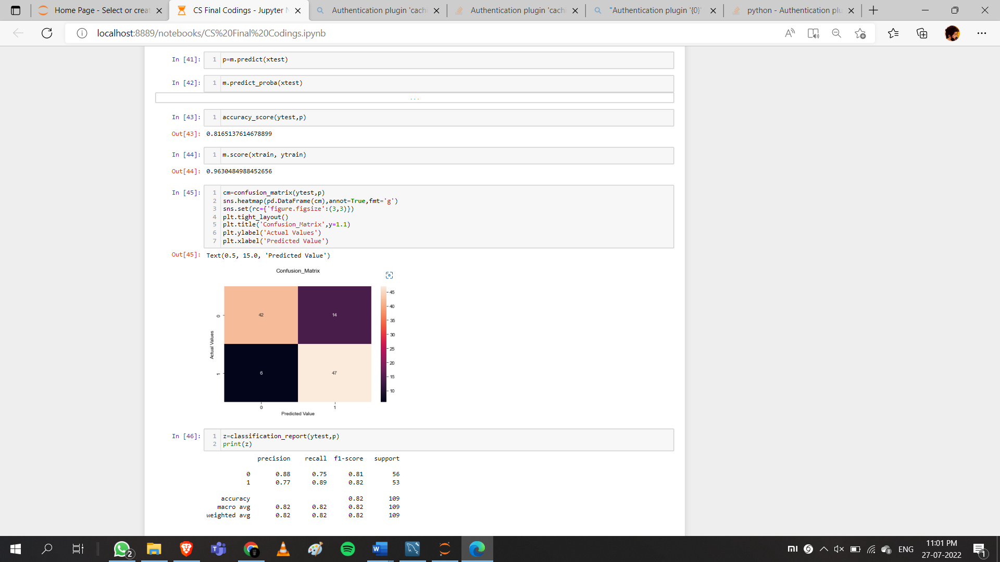 Home Page - Select or creat
CS Final Codings - Jupyter N
Authentication plugin 'cach
Authentication plugin 'cach
"Authentication plugin '{0}'
python - Authentication plu
localhost:8889/notebooks/CS%20Final%20Codings.ipynb
In [41]: 1 p=m.predict(xtest)
In [42]: 1 m.predict_proba(xtest)
...
In [43]: 1 accuracy_score(ytest,p)
Out[43]: 0.8165137614678899
In [44]: 1 m.score(xtrain, ytrain)
Out[44]: 0.9630484988452656
In [45]: 1 cm=confusion_matrix(ytest,p)
2 sns.heatmap(pd.DataFrame(cm),annot=True,fmt='g')
3 sns.set(rc={'figure.figsize':(3,3)})
4 plt.tight_layout()
5 plt.title('Confusion_Matrix',y=1.1)
6 plt.ylabel('Actual Values')
7 plt.xlabel('Predicted Value')
Out[45]: Text(0.5, 15.0, 'Predicted Value')
Confusion_Matrix
45
40
35
30
25
20
15
10
0
42 14
Actual Values
1
6 47
0 1
Predicted Value
In [46]: 1 z=classification_report(ytest,p)
2 print(z)
precision recall f1-score support
0 0.88 0.75 0.81 56
1 0.77 0.89 0.82 53
accuracy 0.82 109
macro avg 0.82 0.82 0.82 109
weighted avg 0.82 0.82 0.82 109
2
W
mi
ENG
11:01 PM
27-07-2022
1